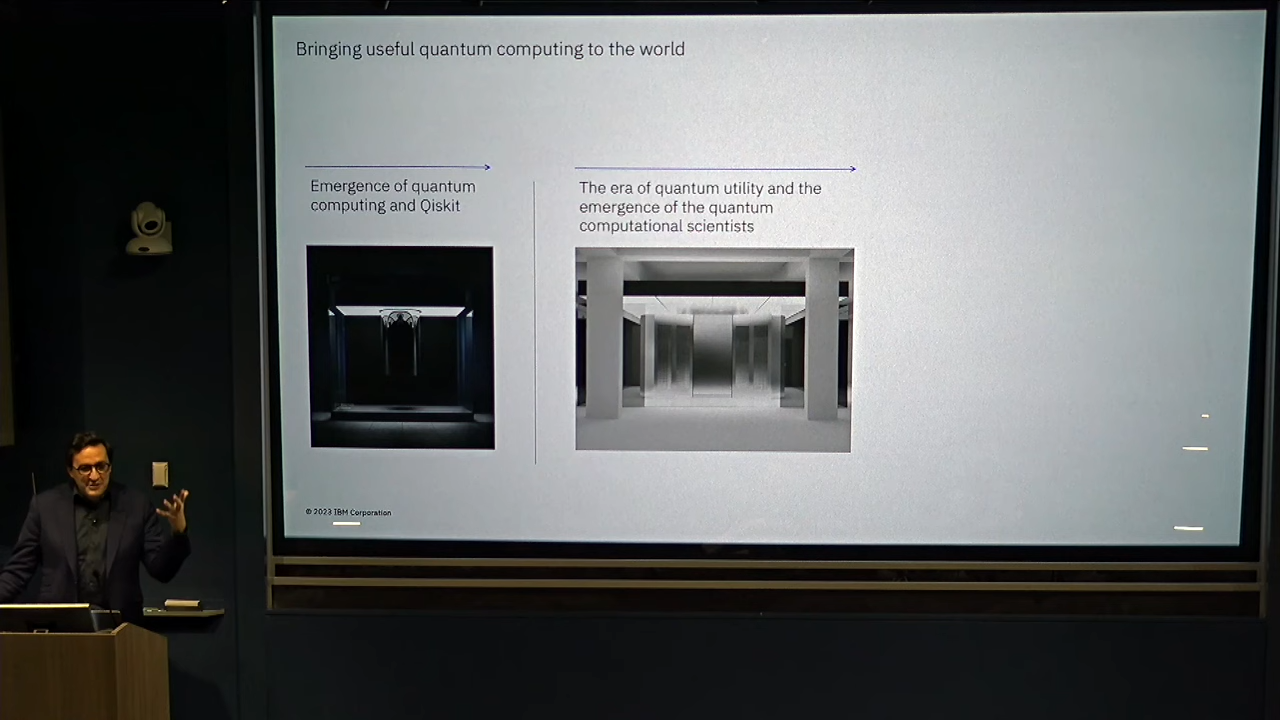 Bringing useful quantum computing to the world
Emergence of quantum
computing and Qiskit
The era of quantum utility and the
emergence of the quantum
computational scientists
© 2023 IBM Corporation